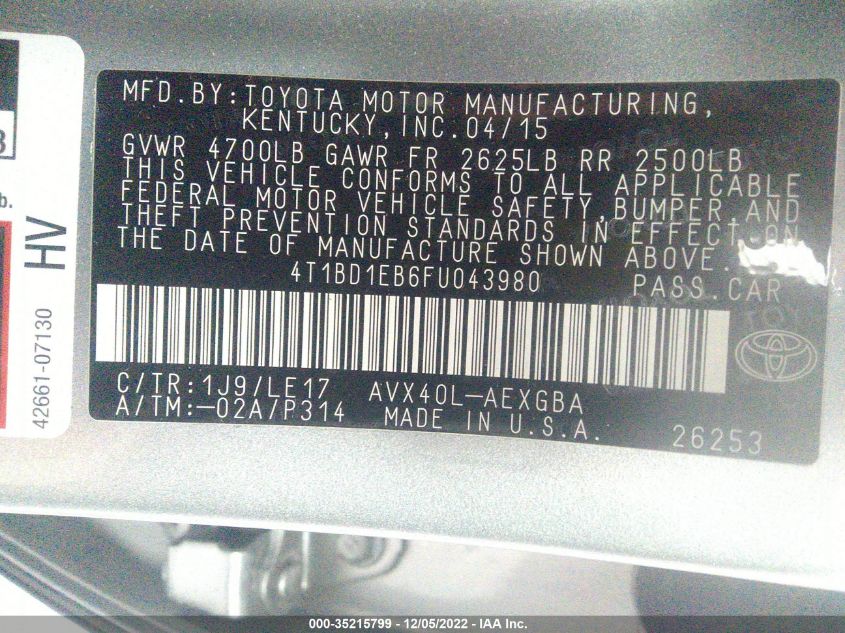 MFD.BY:TOYOTA MOTOR MANUFACTURING,
KENTUCKY,INC.04/15
GVWR 4700LB GAWR FR 2625LB RR 2500LB
THIS VEHICLE CONFORMS TO ALL APPLICABLE
FEDERAL MOTOR VEHICLE SAFETY,BUMPER,AND
THEFT PREVENTION STANDARDS IN EFFECT ON
THE DATE OF MANUFACTURE SHOWN ABOVE.
4T1BD1EB6FU043980 PASS.CAR
C/TR:1J9/LE17 AVX40L-AEXGBA
A/TM:-02A/P314 MADE IN U.S.A. 26253
b.
HV
42661-07130
000-35215799 - 12/05/2022 - IAA Inc.